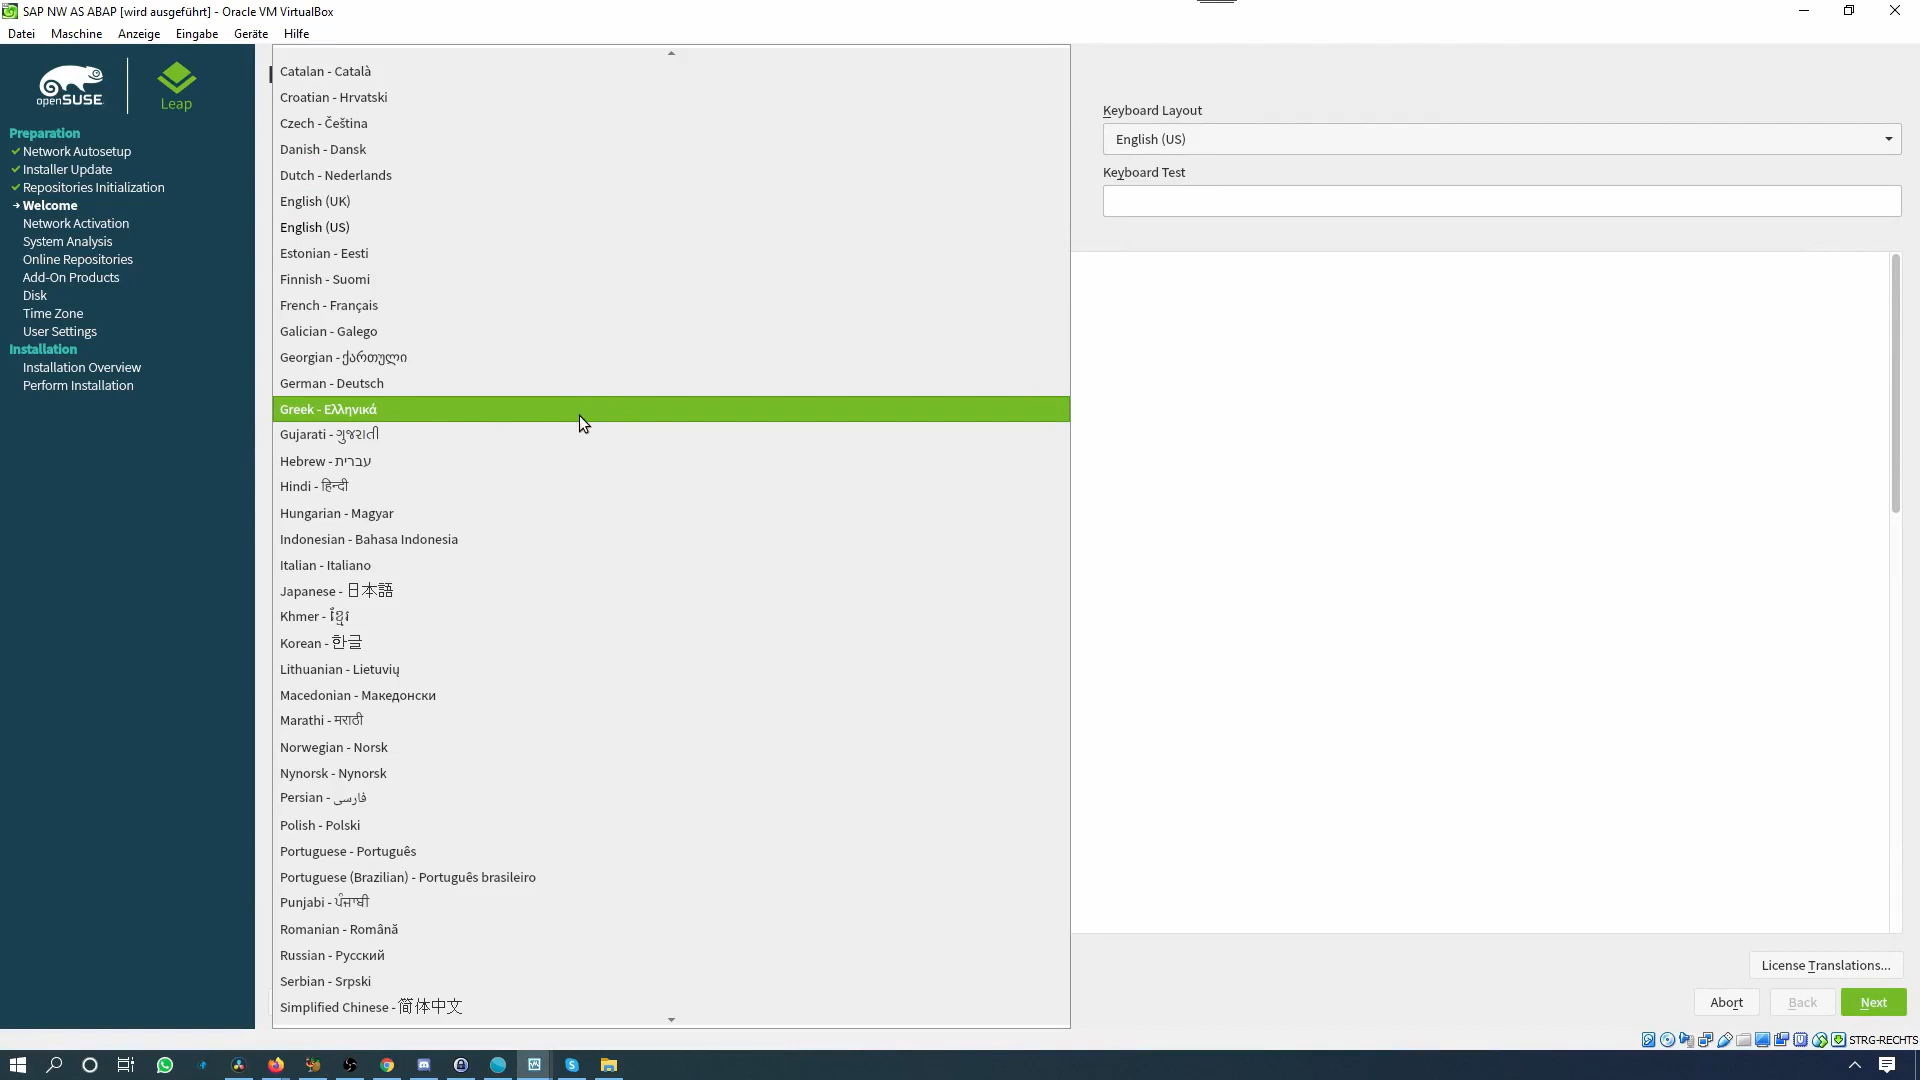 SAP NW AS ABAP [wird ausgeführt] - Oracle VM VirtualBox
Datei Maschine Anzeige Eingabe Geräte Hilfe
openSUSE
Leap
Preparation
Network Autosetup
Installer Update
Repositories Initialization
Welcome
Network Activation
System Analysis
Online Repositories
Add-On Products
Disk
Time Zone
User Settings
Installation
Installation Overview
Perform Installation
Catalan - Català
Croatian - Hrvatski
Czech - Čeština
Danish - Dansk
Dutch - Nederlands
English (UK)
English (US)
Estonian - Eesti
Finnish - Suomi
French - Français
Galician - Galego
Georgian - ქართული
German - Deutsch
Greek - Ελληνικά
Gujarati - ગુજરાતી
Hebrew - עברית
Hindi - हिन्दी
Hungarian - Magyar
Indonesian - Bahasa Indonesia
Italian - Italiano
Japanese - 日本語
Khmer - ខ្មែរ
Korean - 한글
Lithuanian - Lietuvių
Macedonian - Македонски
Marathi - मराठी
Norwegian - Norsk
Nynorsk - Nynorsk
Persian - فارسی
Polish - Polski
Portuguese - Português
Portuguese (Brazilian) - Português brasileiro
Punjabi - ਪੰਜਾਬੀ
Romanian - Română
Russian - Русский
Serbian - Srpski
Simplified Chinese - 简体中文
Keyboard Layout
English (US)
Keyboard Test
License Translations...
Abort Back Next
STRG-RECHTS